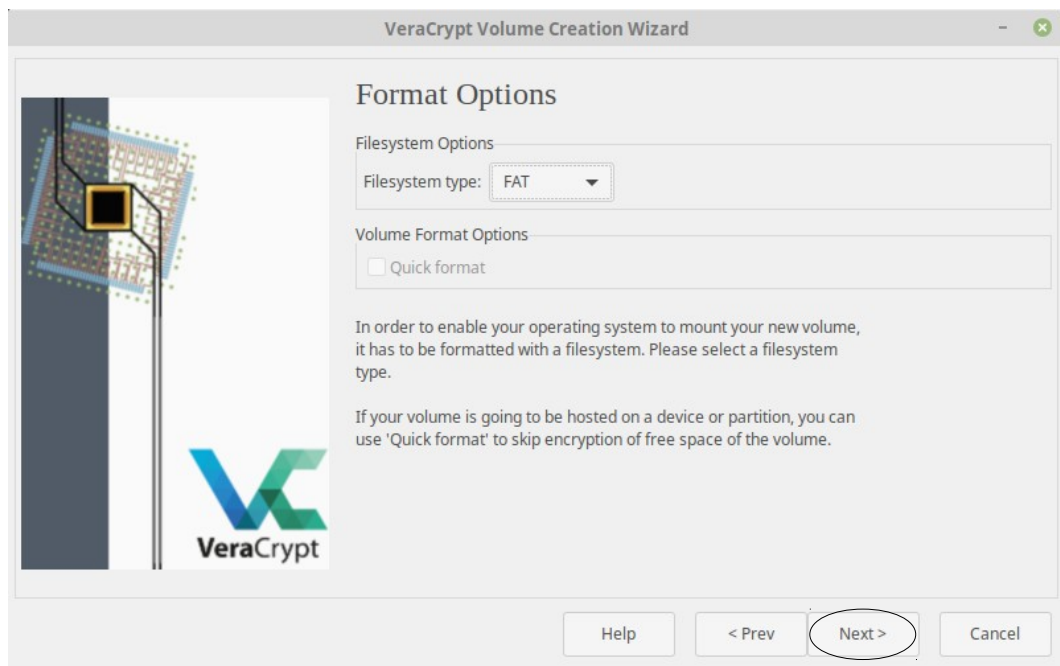 VeraCrypt Volume Creation Wizard
Format Options
Filesystem Options
Filesystem type: FAT
Volume Format Options
Quick format
In order to enable your operating system to mount your new volume,
it has to be formatted with a filesystem. Please select a filesystem
type.
If your volume is going to be hosted on a device or partition, you can
use 'Quick format' to skip encryption of free space of the volume.
VeraCrypt
Help
< Prev
Next >
Cancel